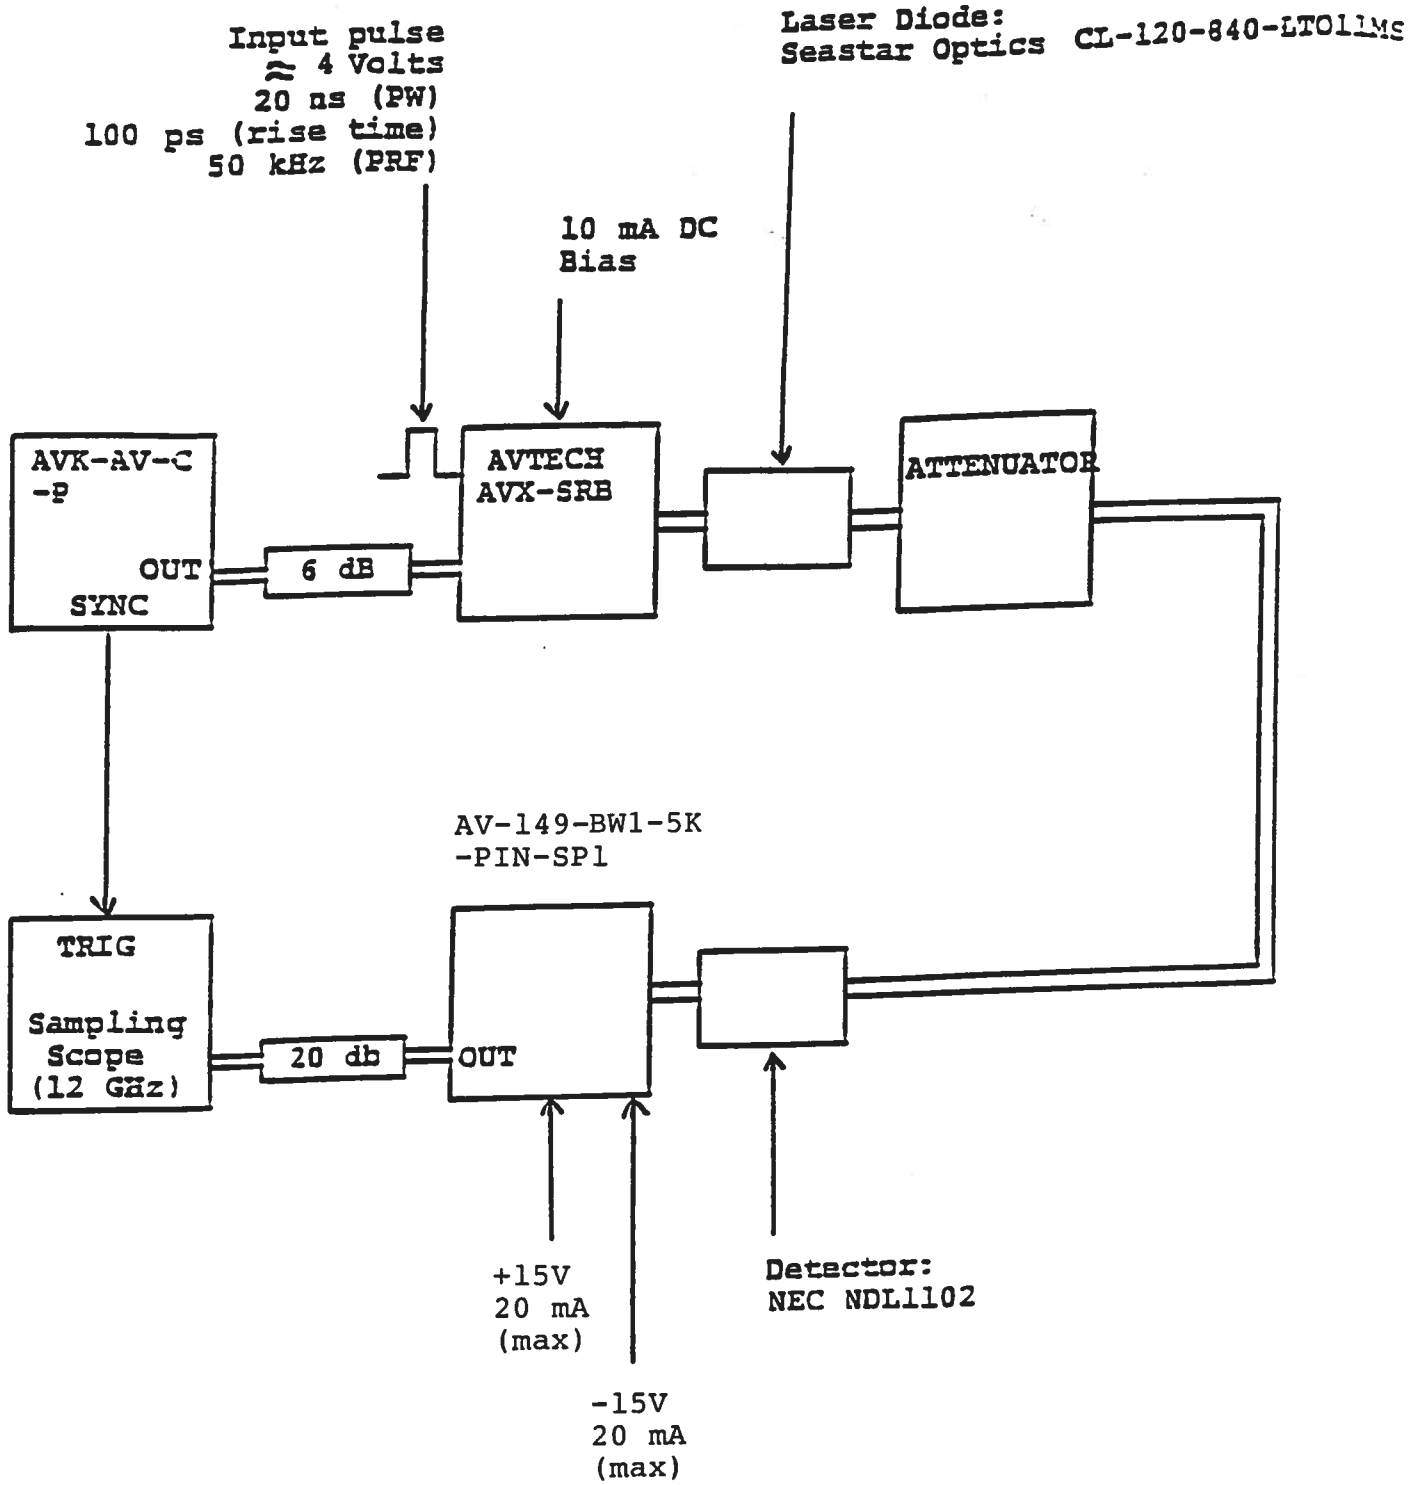 Input pulse
≈ 4 Volts
20 ns (PW)
100 ps (rise time)
50 kHz (PRF)
Laser Diode:
Seastar Optics CL-120-840-LT011MS
10 mA DC
Bias
AVK-AV-C
-P
OUT
SYNC
6 dB
AVTECH
AVX-SRB
ATTENUATOR
AV-149-BW1-5K
-PIN-SP1
TRIG
Sampling
Scope
(12 GHz)
20 db
OUT
+15V
20 mA
(max)
-15V
20 mA
(max)
Detector:
NEC NDL1102